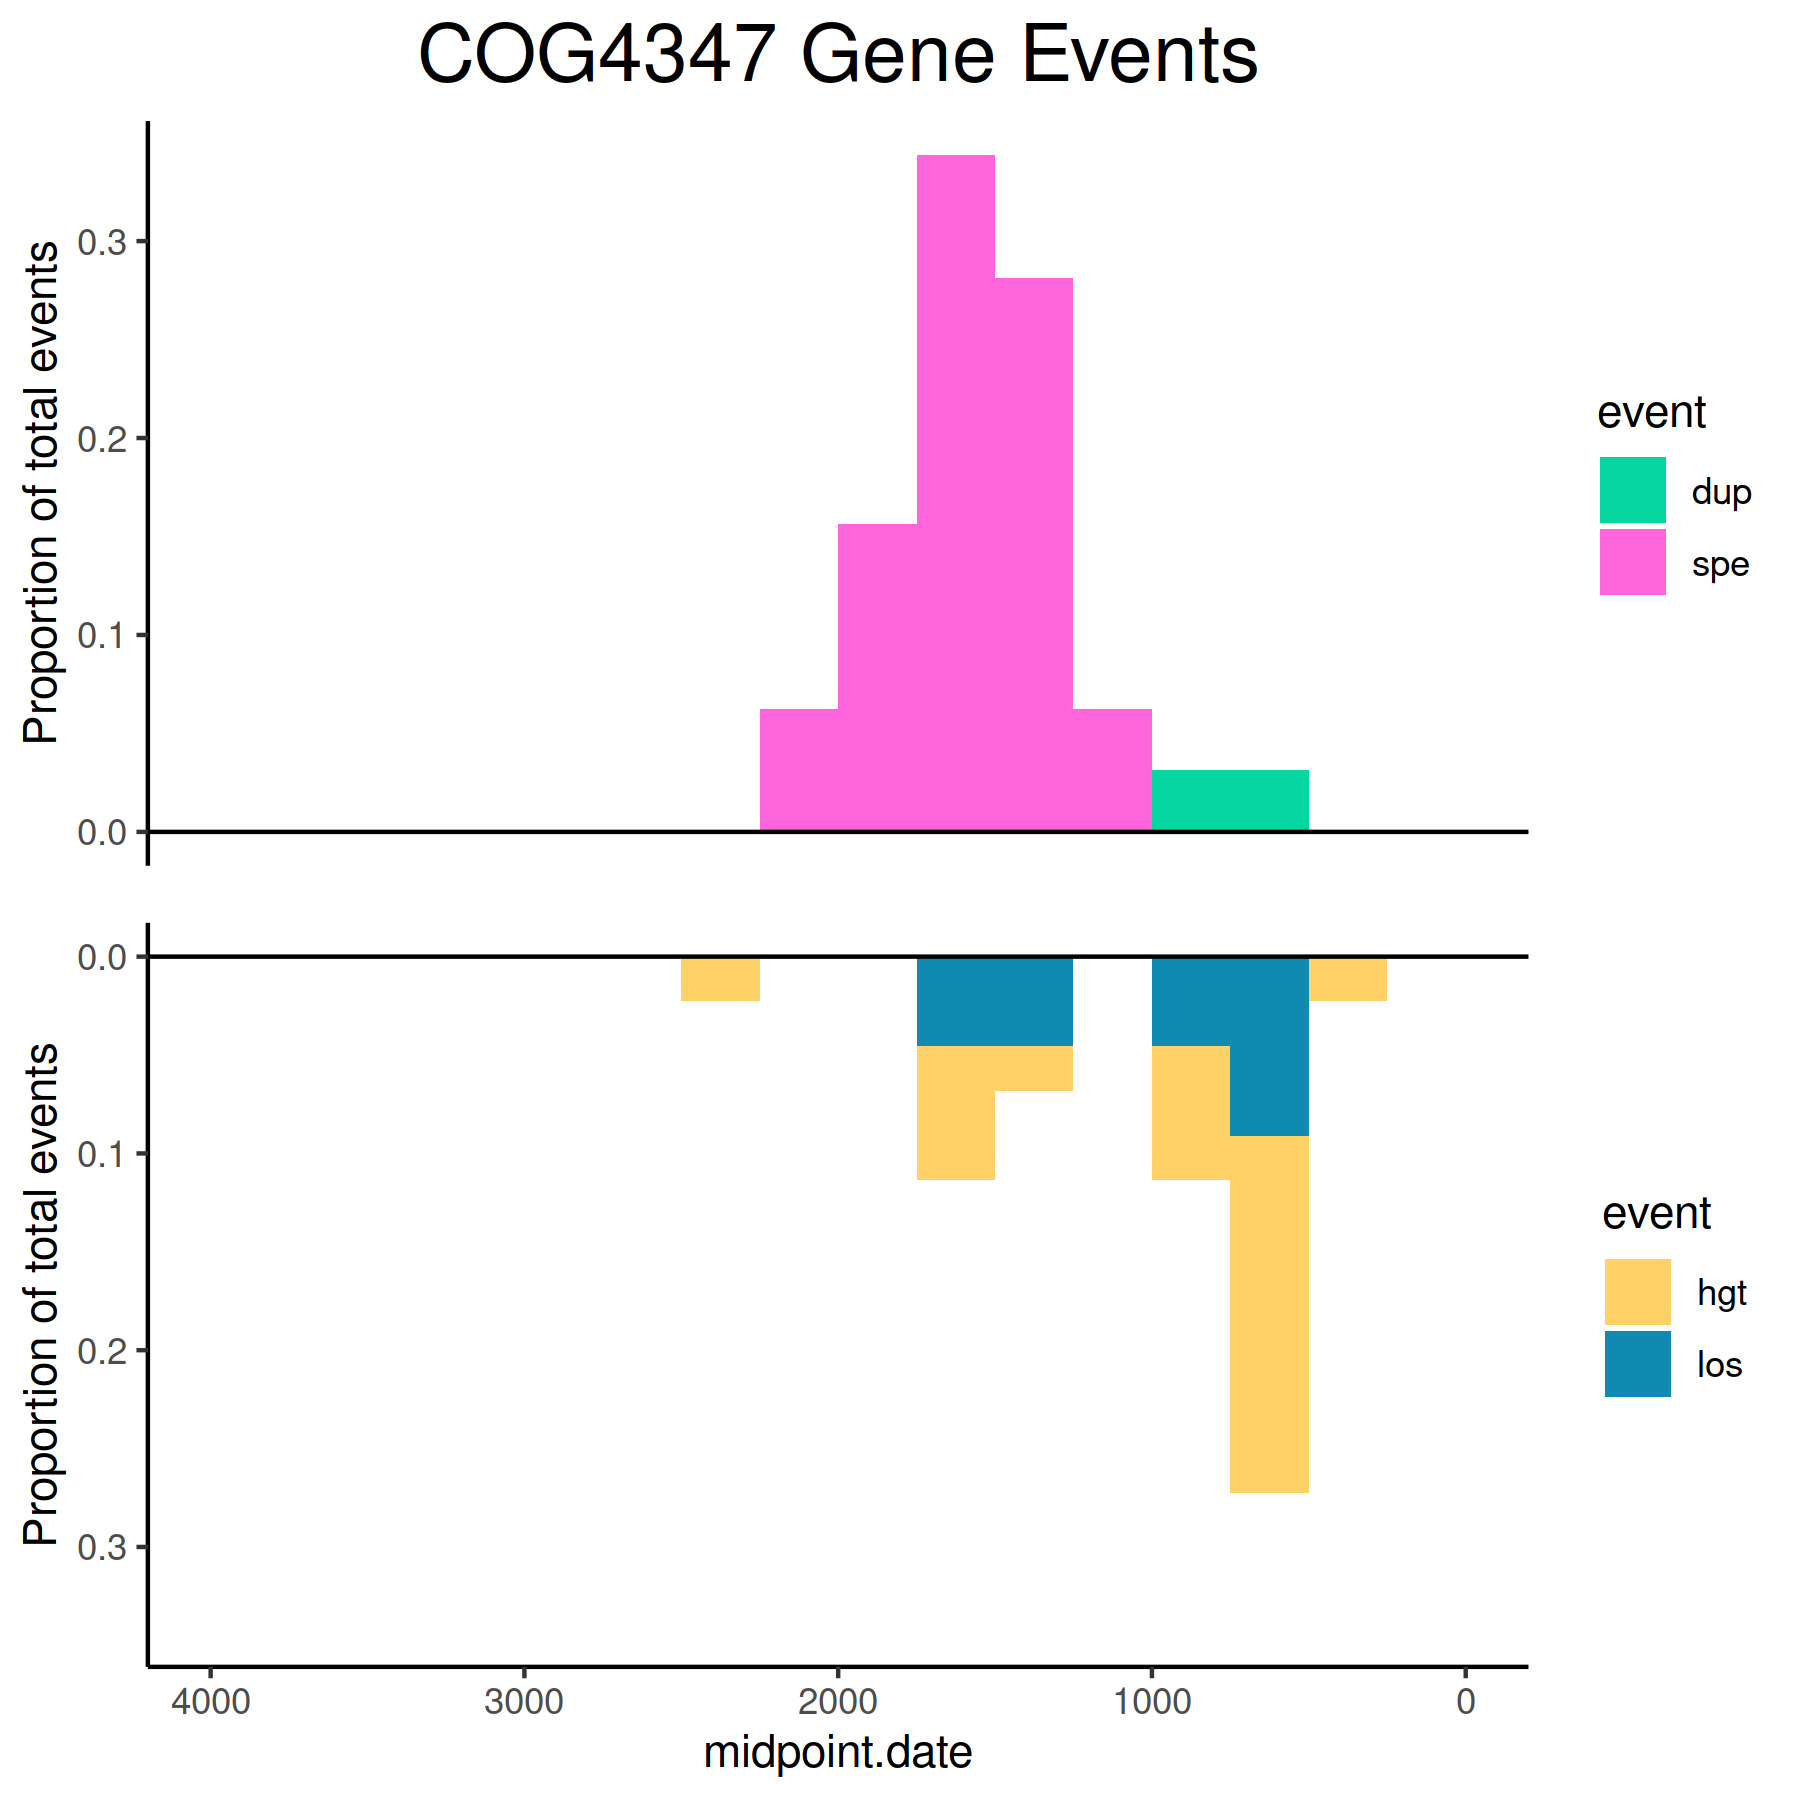 COG4347 Gene Events
Proportion of total events
0.3
0.2
0.1
0.0
event
dup
spe
Proportion of total events
0.0
0.1
0.2
0.3
event
hgt
los
4000 3000 2000 1000 0
midpoint.date